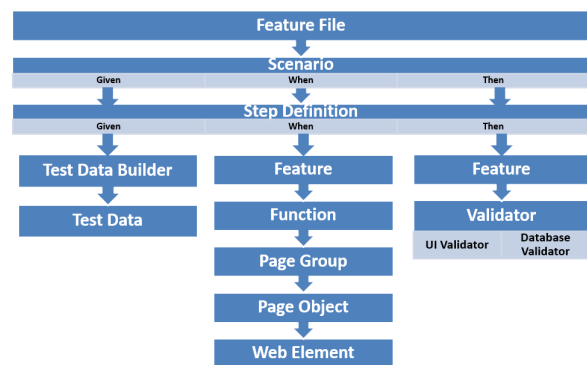 Feature File
Scenario
Given When Then
Step Definition
Given When Then
Test Data Builder
Test Data
Feature
Function
Page Group
Page Object
Web Element
Feature
Validator
UI Validator
Database
Validator